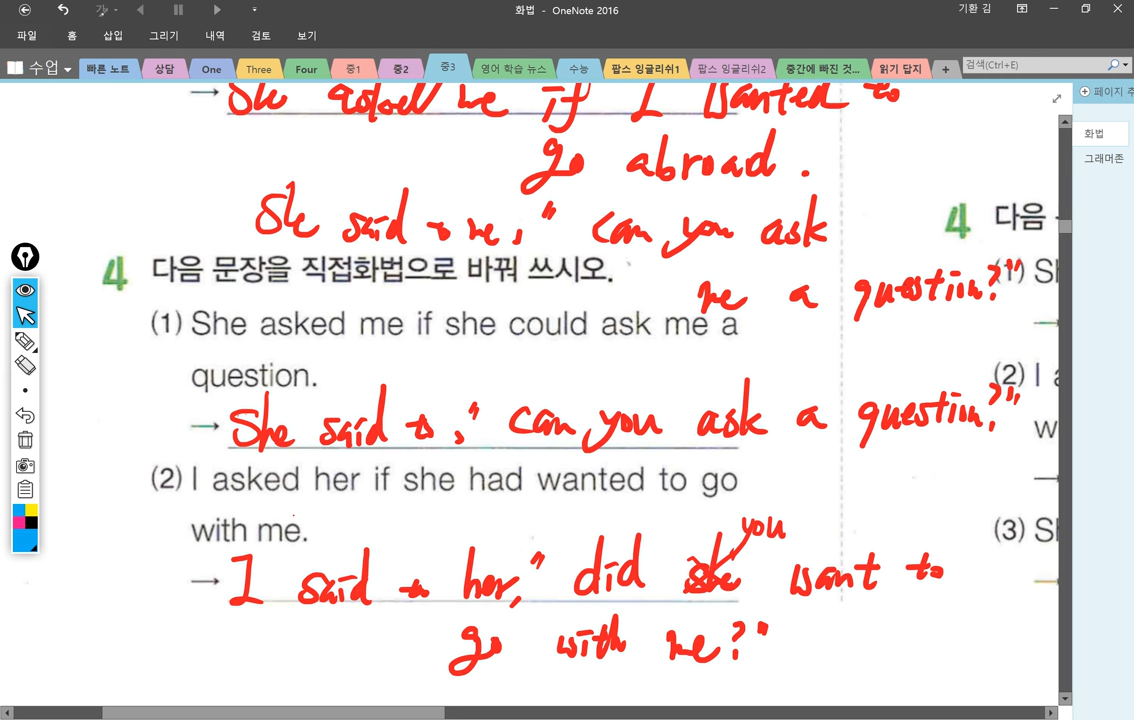 화법 - OneNote 2016
기환 김
파일 홈 삽입 그리기 내역 검토 보기
수업 빠른 노트 상담 One Three Four 중1 중2 중3 영어 학습 뉴스 수능 팝스 잉글리쉬1 팝스 잉글리쉬2 중간에 빠진 것... 읽기 답지 + 검색(Ctrl+E)
페이지 추
화법
그래머존
→ She asked me if I wanted to
go abroad.
She said to me, " can you ask
me a question?"
4 다음 문장을 직접화법으로 바꿔 쓰시오.
(1) She asked me if she could ask me a
question.
→ She said to, " can you ask a question?"
(2) I asked her if she had wanted to go
with me.
→ I said to her, " did she you want to
go with me?"
4 다음
(1) Sh
→
(2) I a
w
→
(3) Sh
→